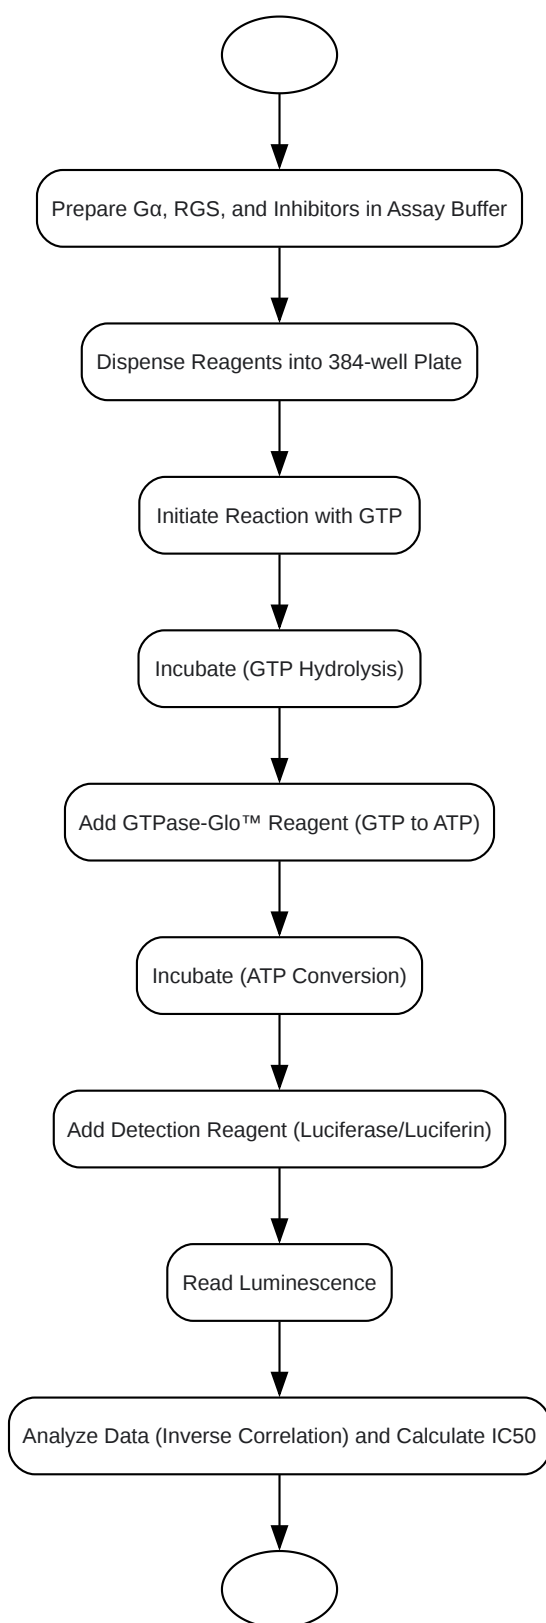 Prepare Gα, RGS, and Inhibitors in Assay Buffer
Dispense Reagents into 384-well Plate
Initiate Reaction with GTP
Incubate (GTP Hydrolysis)
Add GTPase-Glo™ Reagent (GTP to ATP)
Incubate (ATP Conversion)
Add Detection Reagent (Luciferase/Luciferin)
Read Luminescence
Analyze Data (Inverse Correlation) and Calculate IC50